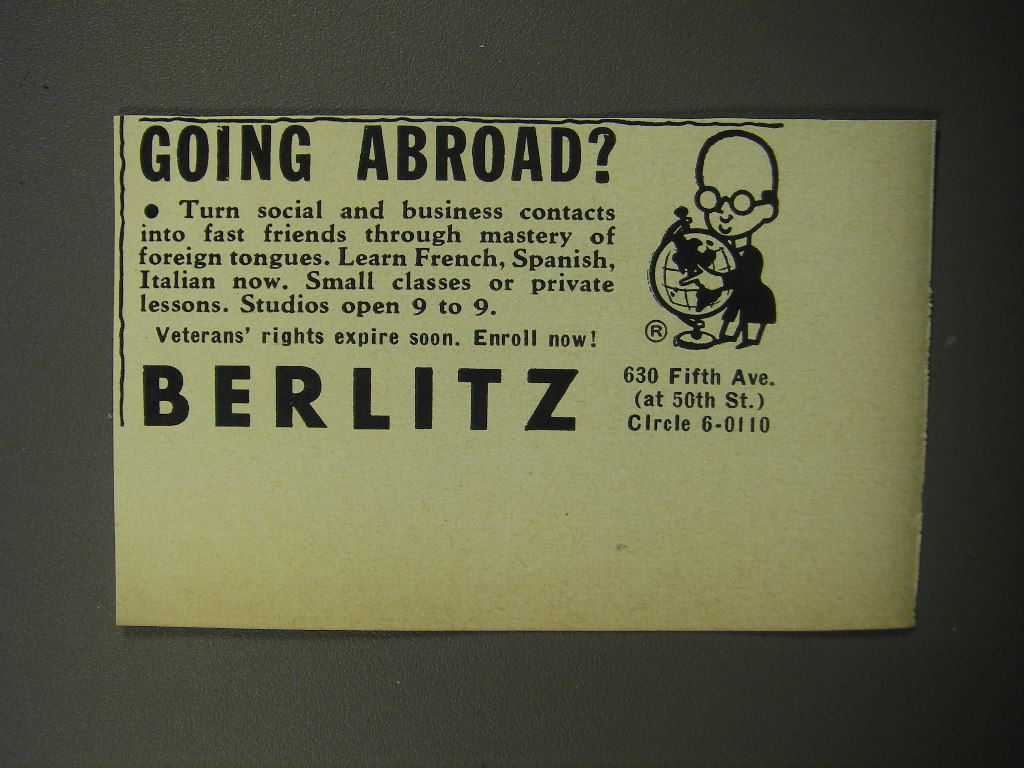 GOING ABROAD?
• Turn social and business contacts
into fast friends through mastery of
foreign tongues. Learn French, Spanish,
Italian now. Small classes or private
lessons. Studios open 9 to 9.
Veterans' rights expire soon. Enroll now!
®
BERLITZ
630 Fifth Ave.
(at 50th St.)
CIrcle 6-0110